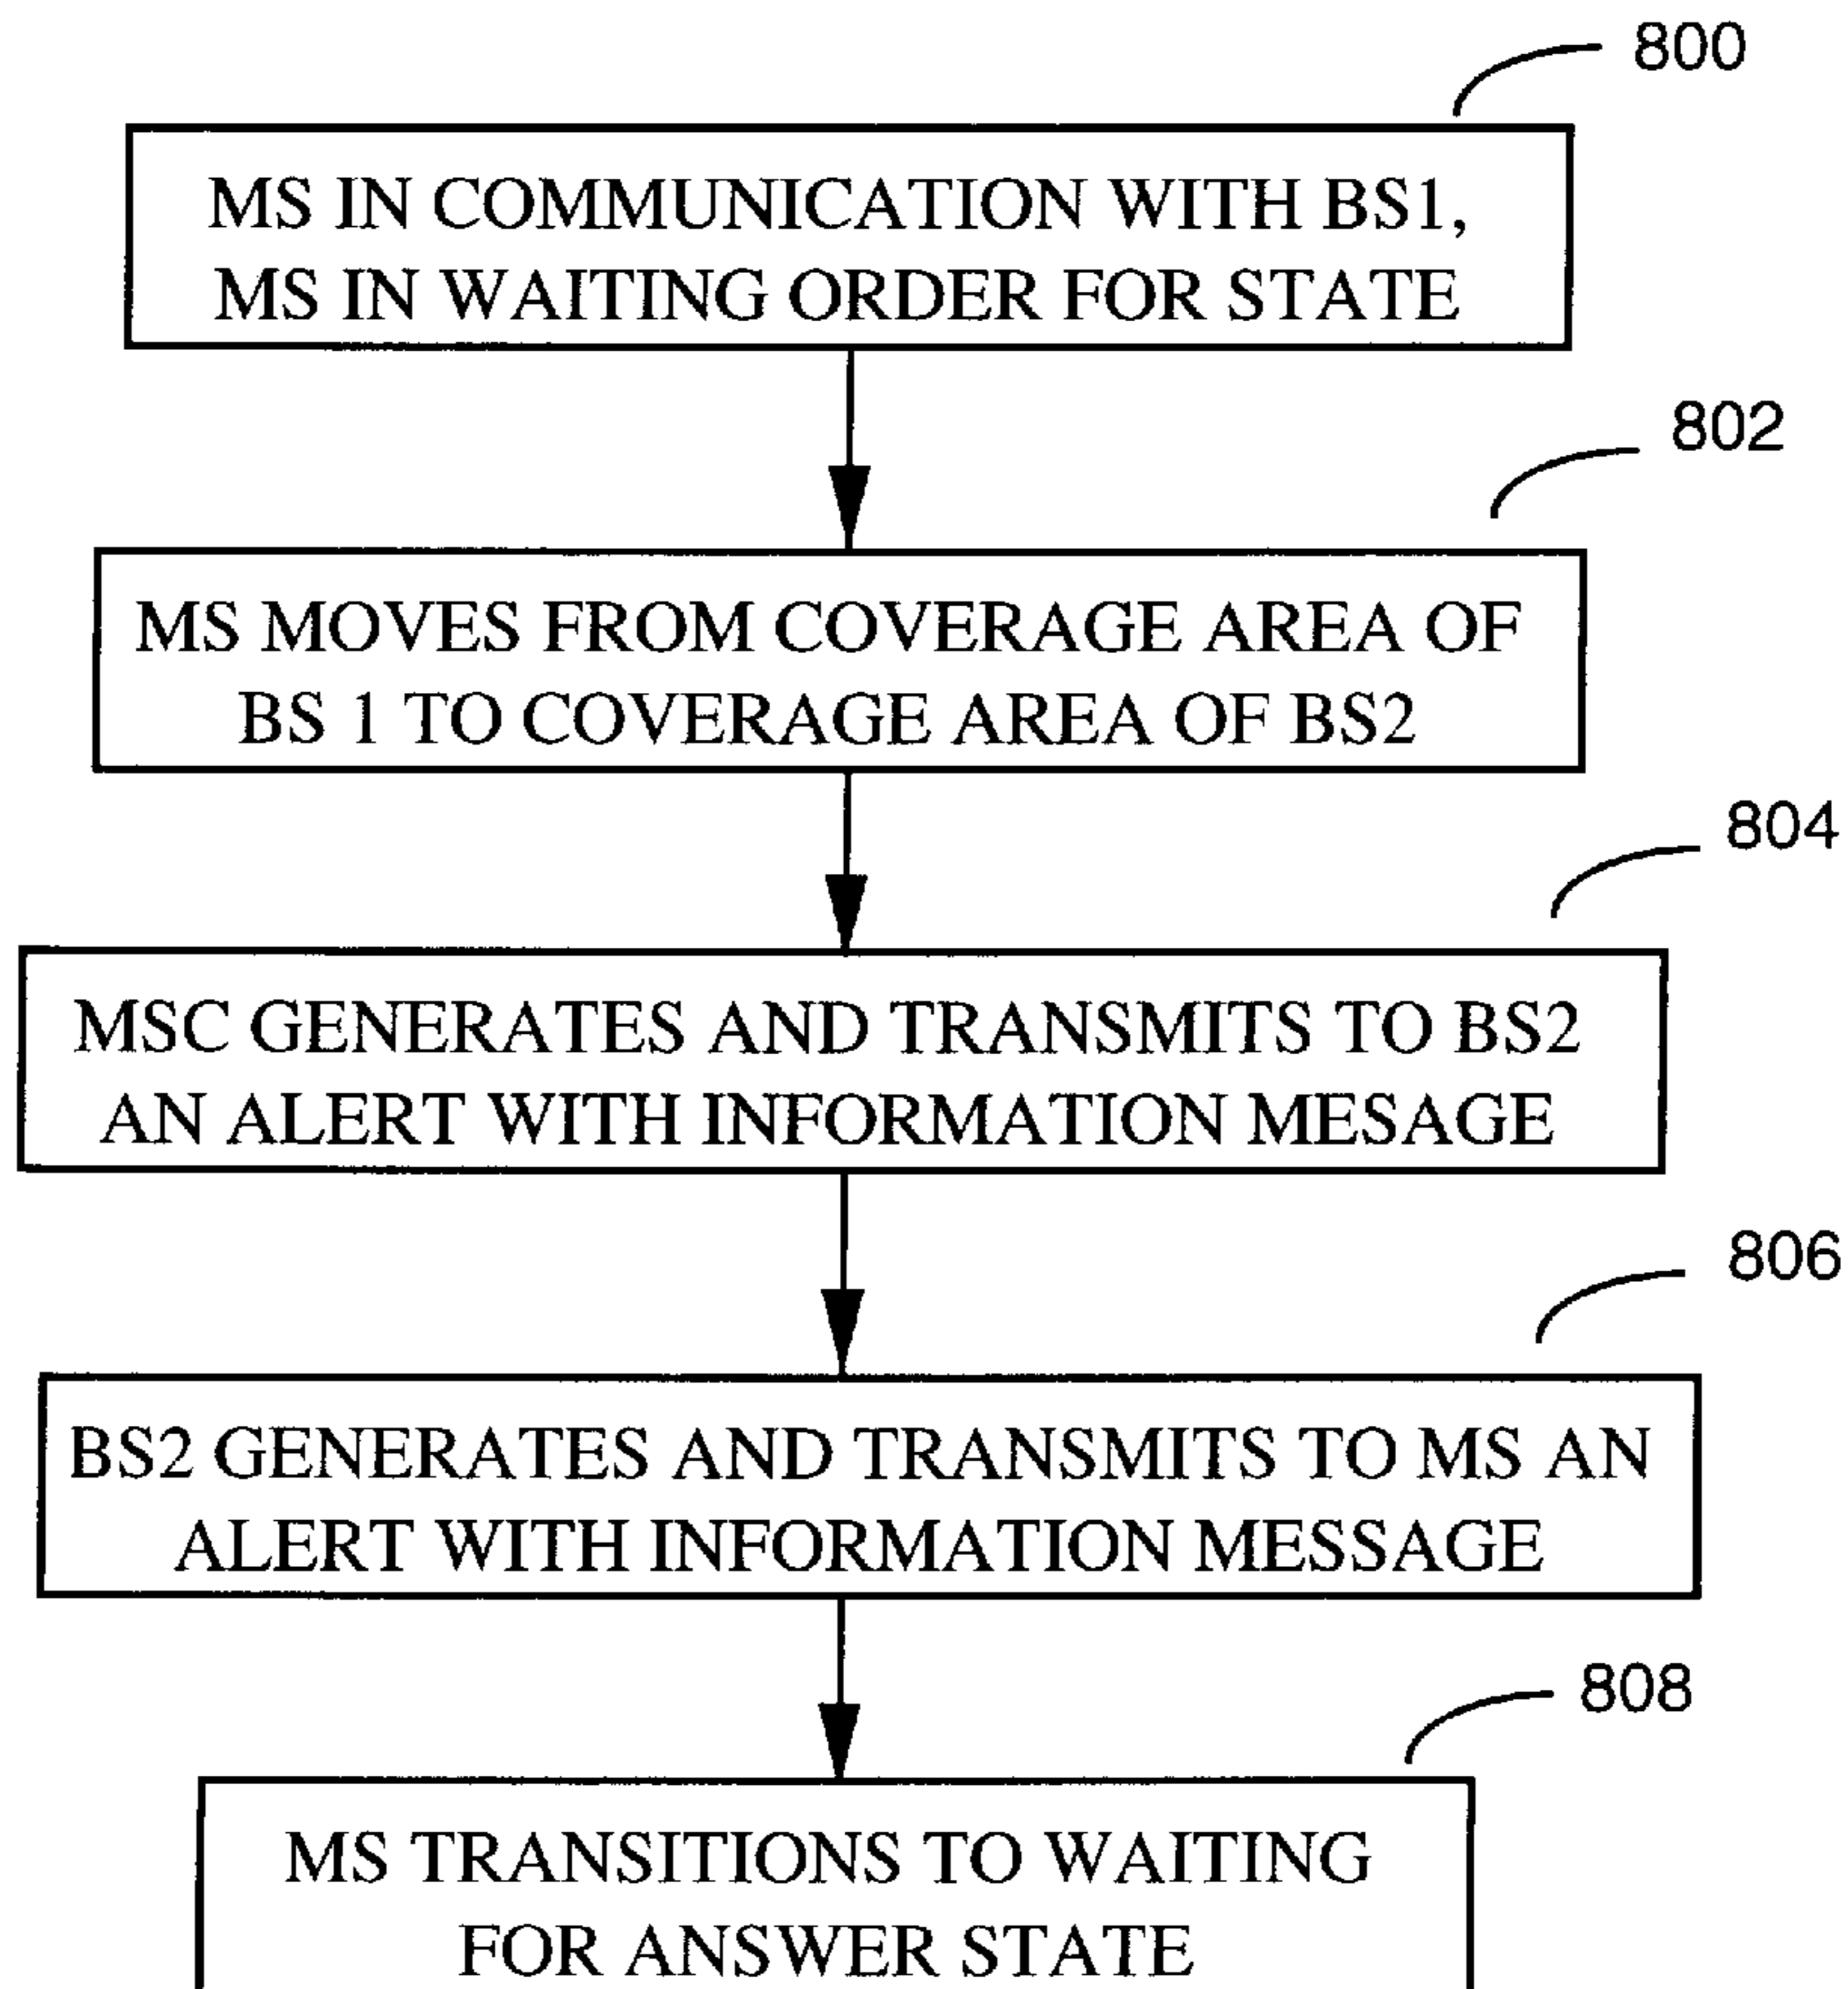 800
MS IN COMMUNICATION WITH BS1,
MS IN WAITING ORDER FOR STATE
802
MS MOVES FROM COVERAGE AREA OF
BS 1 TO COVERAGE AREA OF BS2
804
MSC GENERATES AND TRANSMITS TO BS2
AN ALERT WITH INFORMATION MESAGE
806
BS2 GENERATES AND TRANSMITS TO MS AN
ALERT WITH INFORMATION MESSAGE
808
MS TRANSITIONS TO WAITING
FOR ANSWER STATE